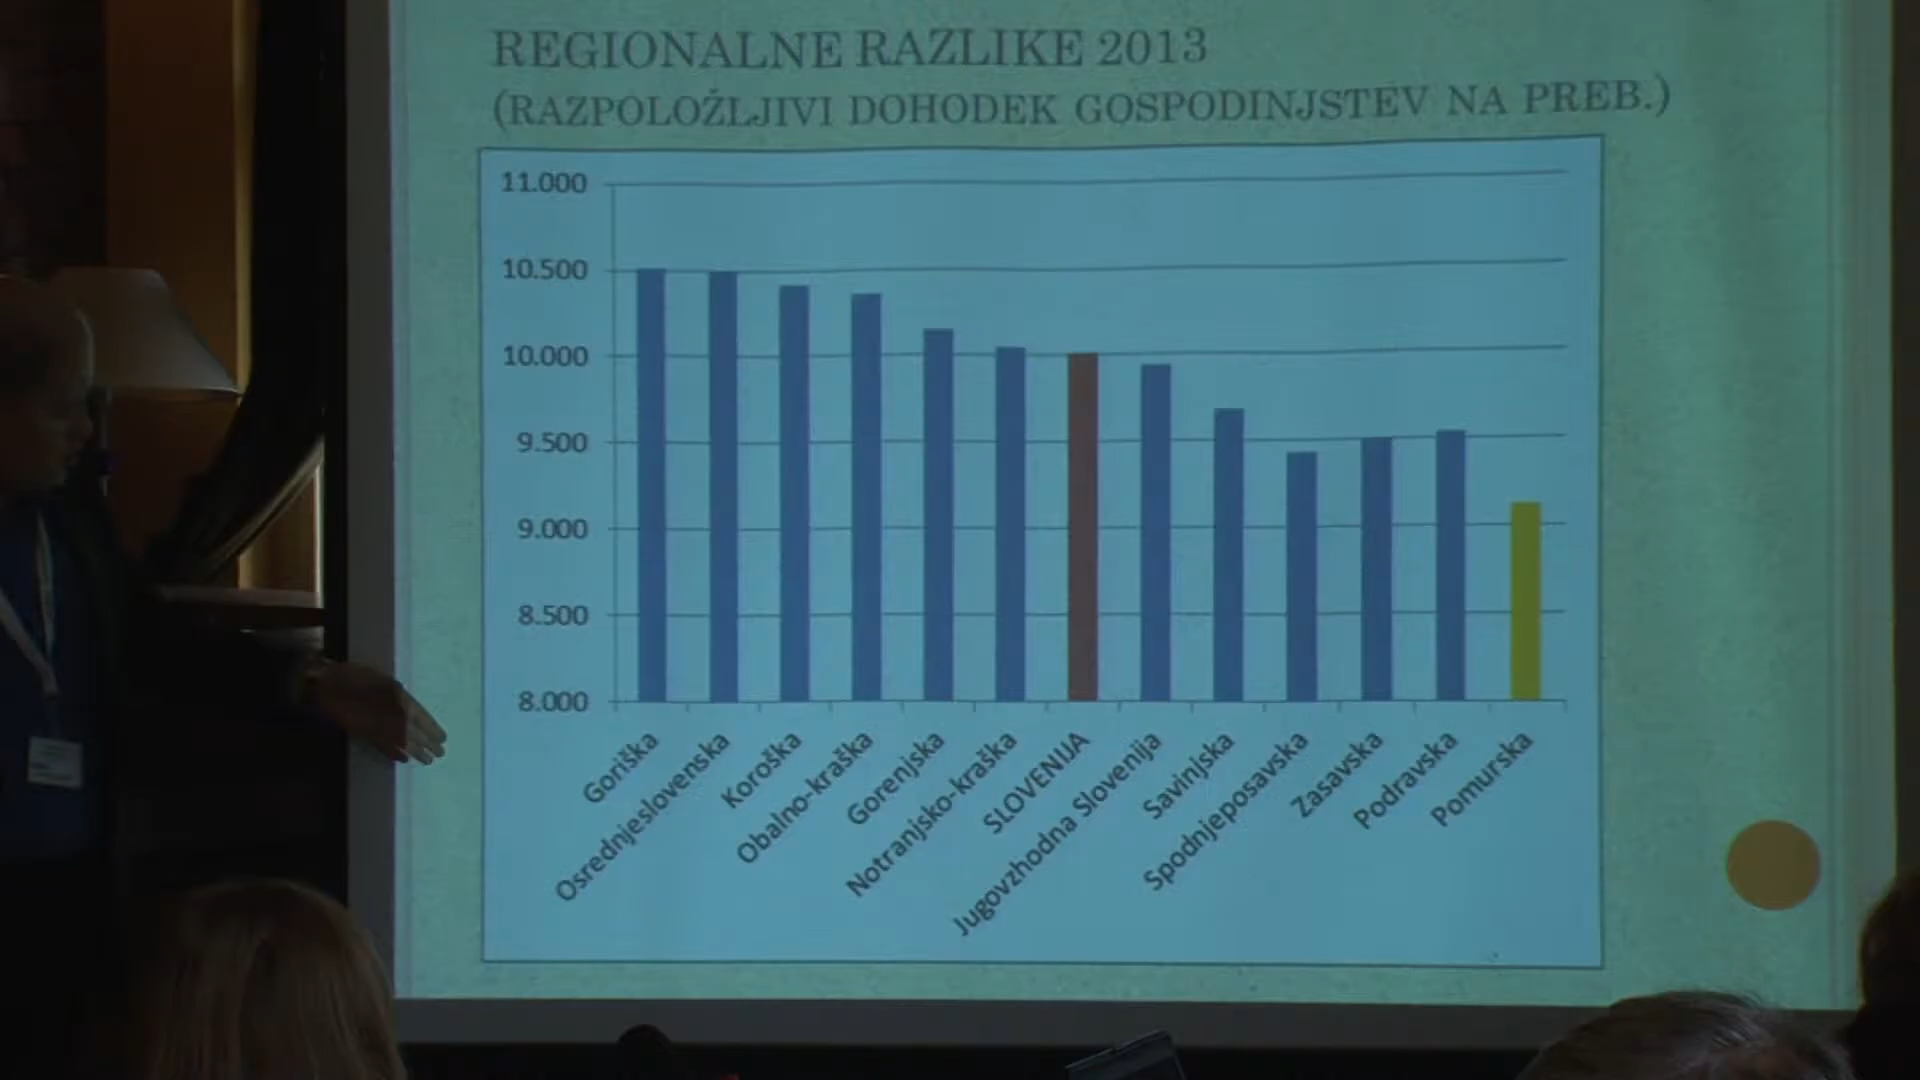 REGIONALNE RAZLIKE 2013
(RAZPOLOŽLJIVI DOHODEK GOSPODINJSTEV NA PREB.)
11.000
10.500
10.000
9.500
9.000
8.500
8.000
Goriška
Osrednjeslovenska
Koroška
Obalno-kraška
Gorenjska
Notranjsko-kraška
SLOVENIJA
Jugovzhodna Slovenija
Savinjska
Spodnjeposavska
Zasavska
Podravska
Pomurska